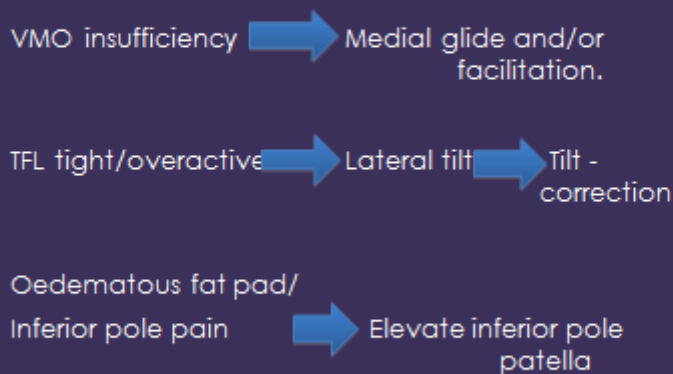 VMO insufficiency Medial glide and/or
facilitation.
TFL tight/overactive Lateral tilt Tilt -
correction
Oedematous fat pad/
Inferior pole pain Elevate inferior pole
patella